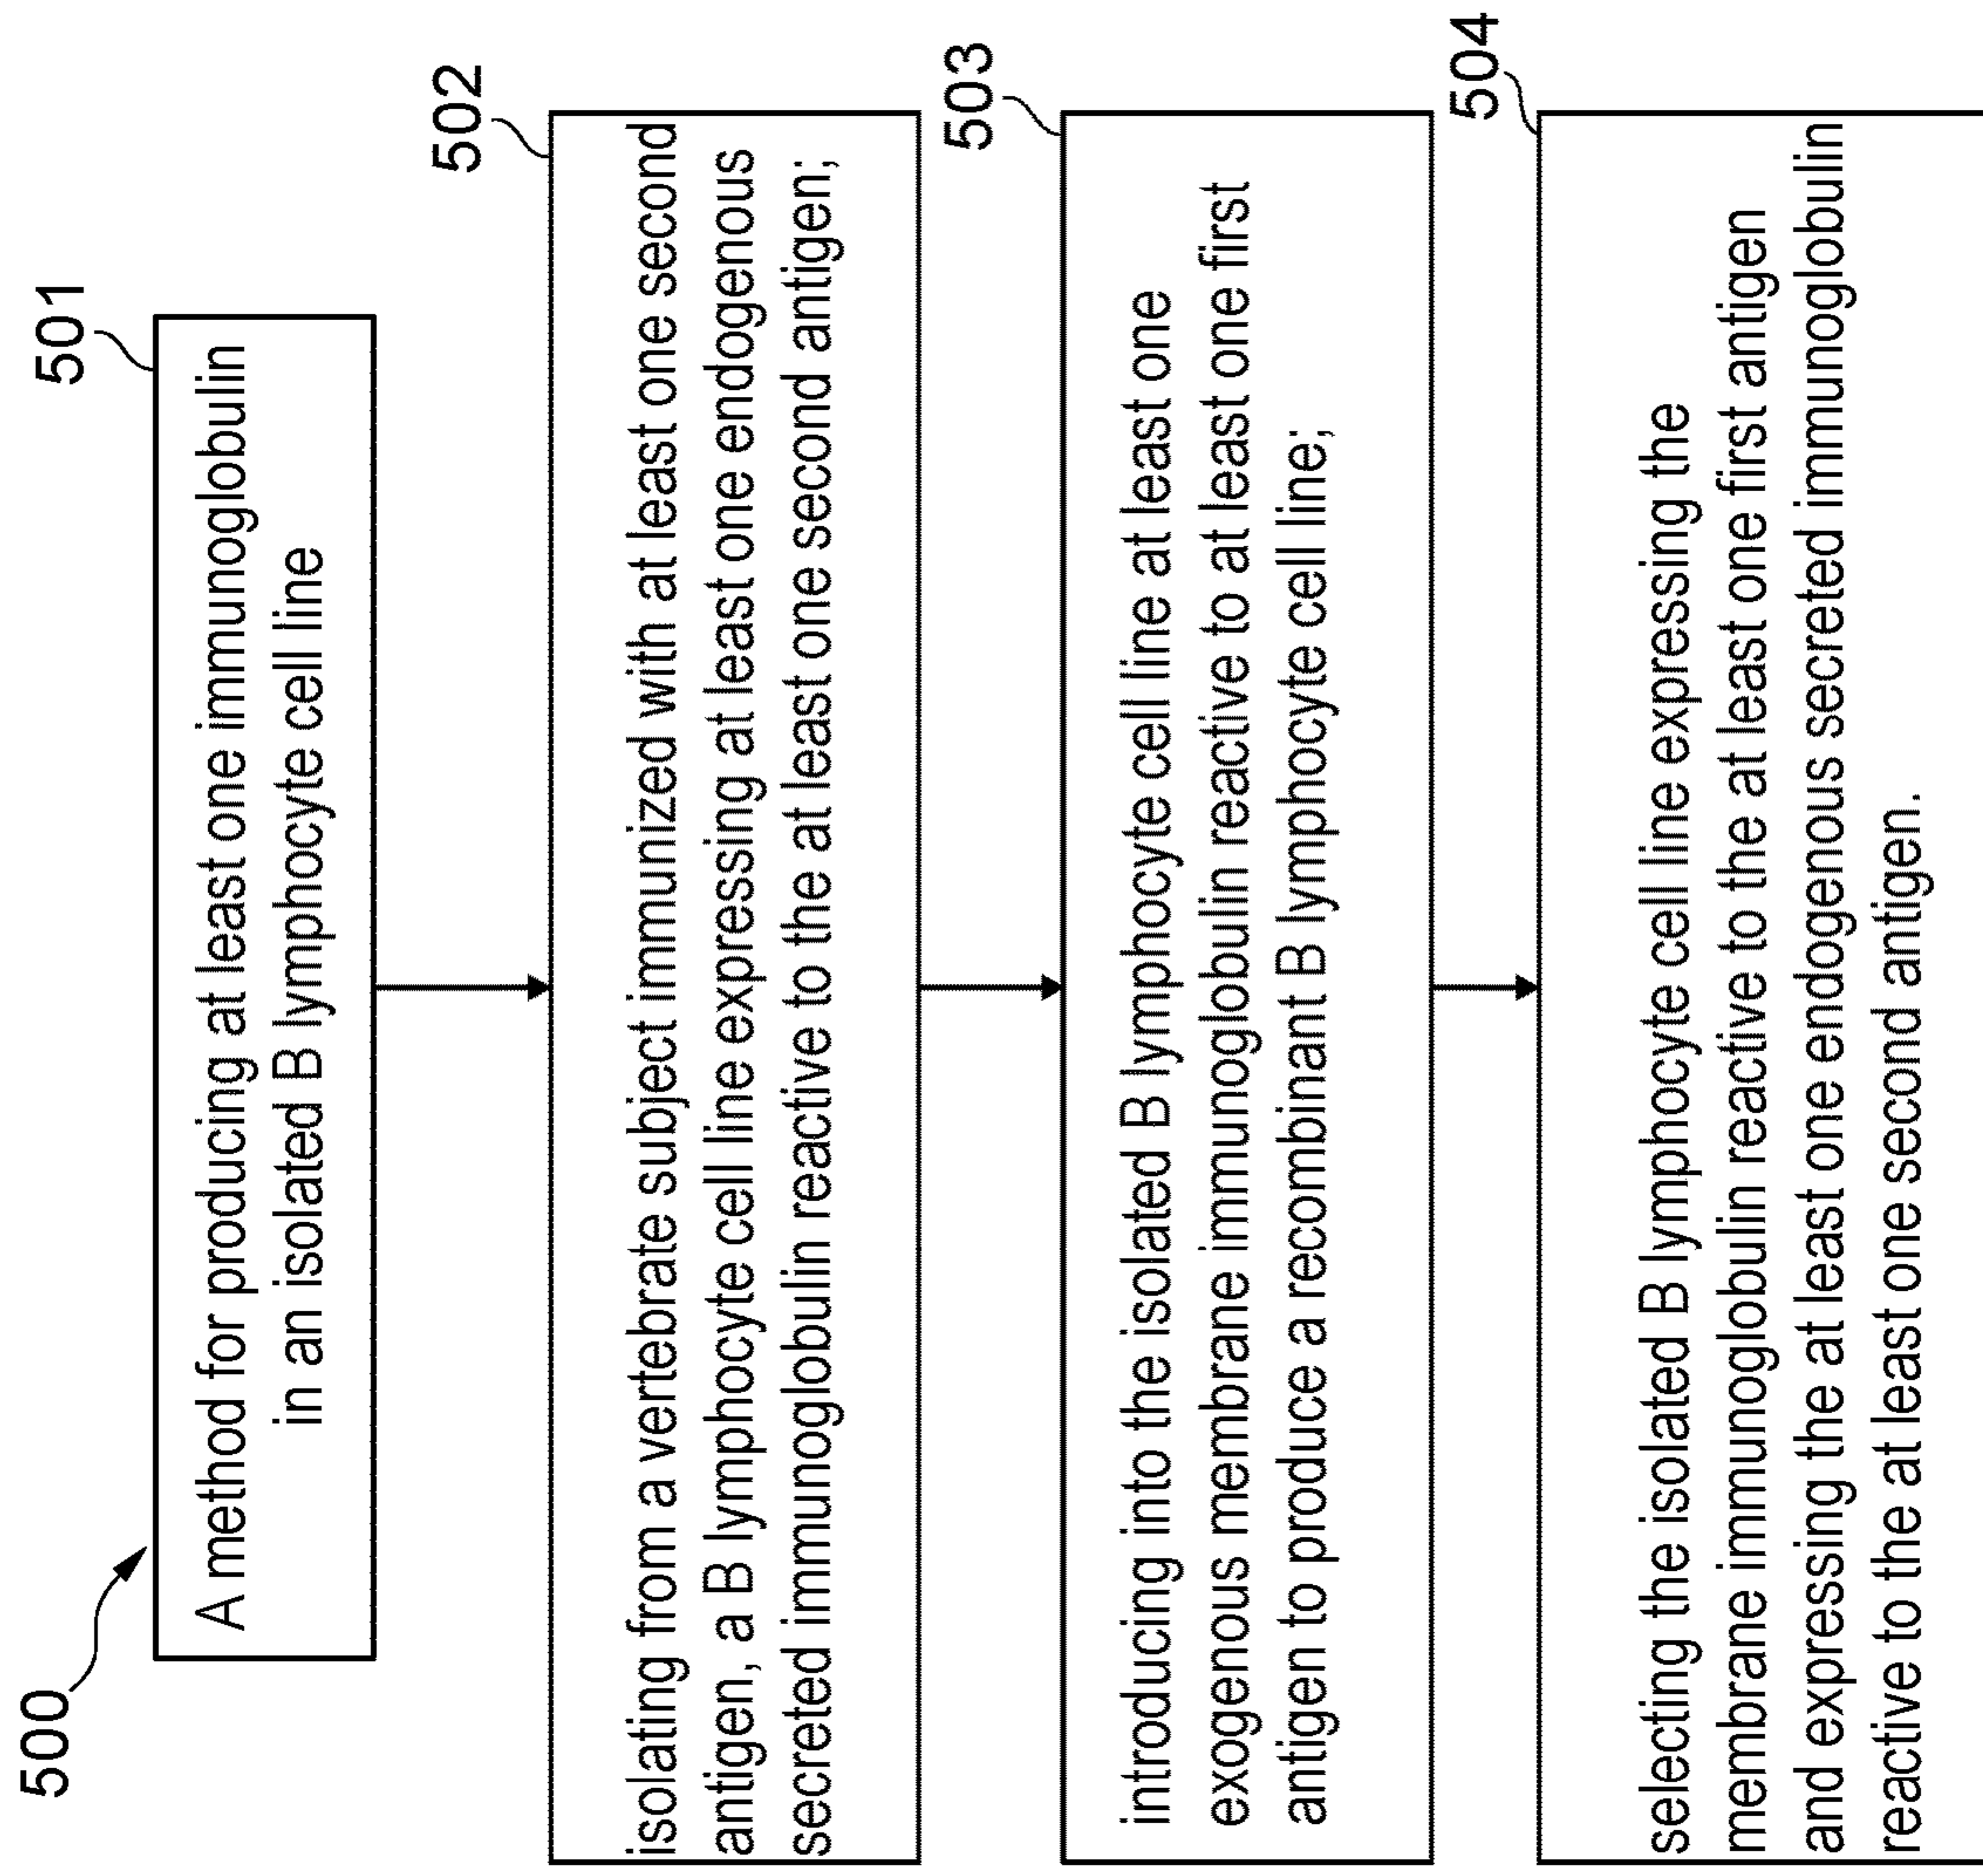 500
501
A method for producing at least one immunoglobulin
in an isolated B lymphocyte cell line
502
isolating from a vertebrate subject immunized with at least one second
antigen, a B lymphocyte cell line expressing at least one endogenous
secreted immunoglobulin reactive to the at least one second antigen;
503
introducing into the isolated B lymphocyte cell line at least one
exogenous membrane immunoglobulin reactive to at least one first
antigen to produce a recombinant B lymphocyte cell line;
504
selecting the isolated B lymphocyte cell line expressing the
membrane immunoglobulin reactive to the at least one first antigen
and expressing the at least one endogenous secreted immunoglobulin
reactive to the at least one second antigen.